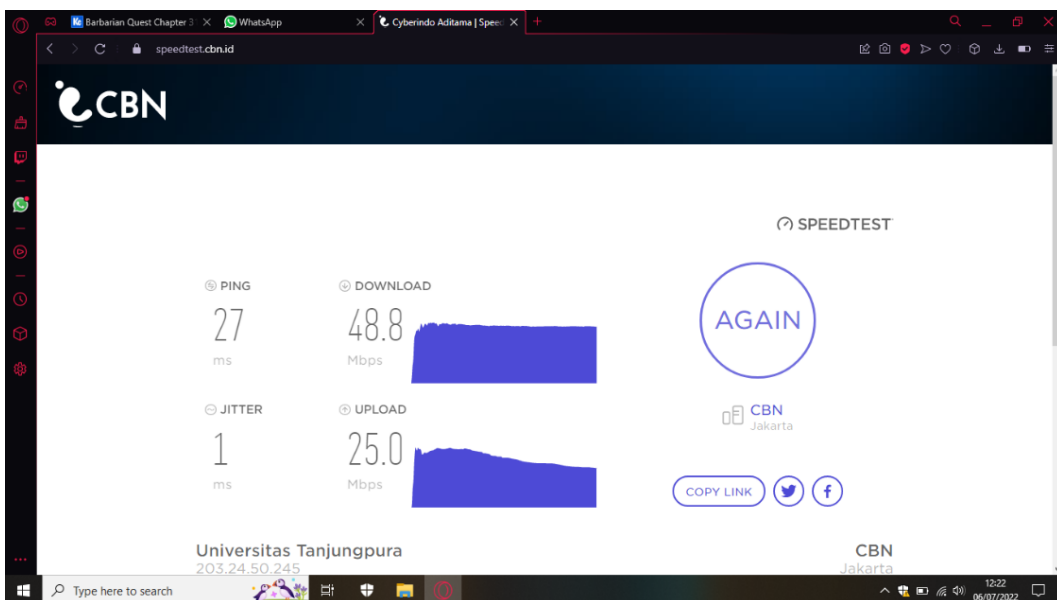 Barbarian Quest Chapter 3
WhatsApp
Cyberindo Aditama | Speed
speedtest.cbn.id
CBN
SPEEDTEST
PING
DOWNLOAD
27
48.8
ms
Mbps
AGAIN
JITTER
UPLOAD
1
25.0
ms
Mbps
CBN
Jakarta
COPY LINK
Universitas Tanjungpura
203.24.50.245
CBN
Jakarta
Type here to search
12:22
06/07/2022